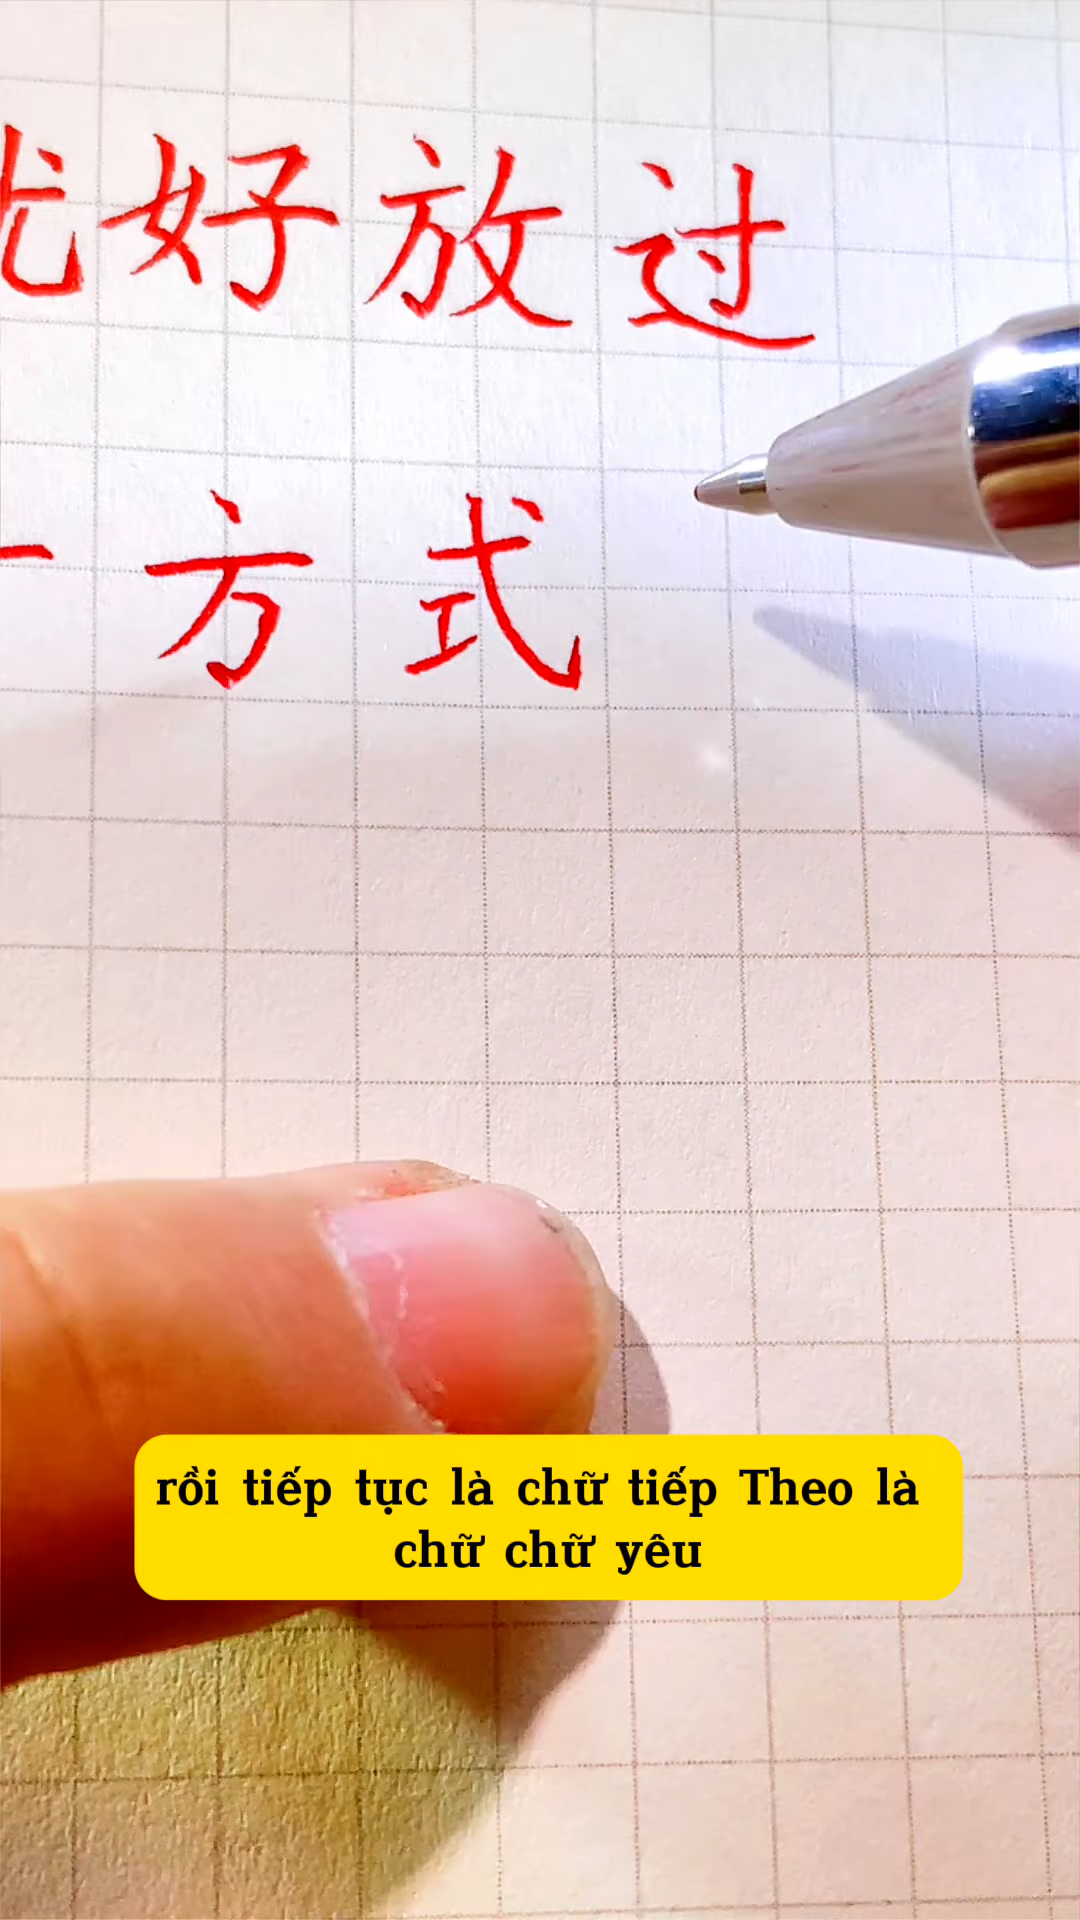 好放过
方式
rồi tiếp tục là chữ tiếp Theo là
chữ chữ yêu